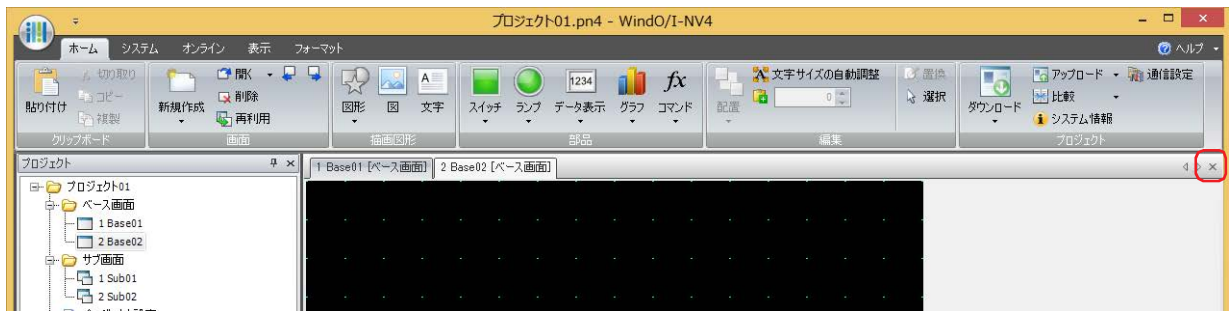 プロジェクト01.pn4 - WindO/I-NV4
ホーム システム オンライン 表示 フォーマット ヘルプ
貼り付け 切り取り コピー 複製
新規作成 開く 削除 再利用
図形 図 文字
スイッチ ランプ 1234 データ表示 グラフ fx コマンド
配置 文字サイズの自動調整 0 置換 選択
ダウンロード アップロード 比較 システム情報 通信設定
クリップボード 画面 描画図形 部品 編集 プロジェクト
プロジェクト
1 Base01 [ベース画面] 2 Base02 [ベース画面]
プロジェクト01
ベース画面
1 Base01
2 Base02
サブ画面
1 Sub01
2 Sub02